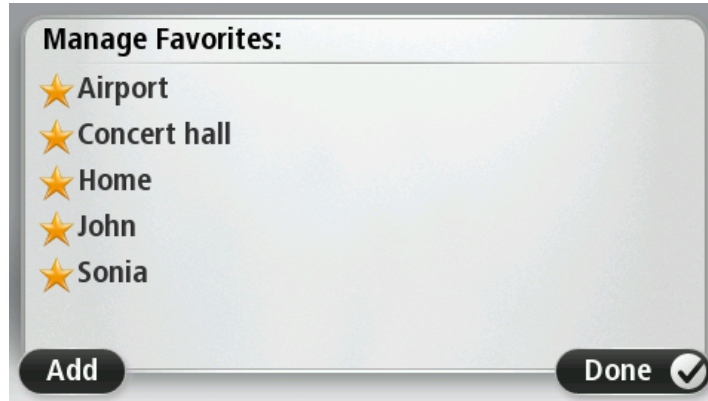 Manage Favorites:
Airport
Concert hall
Home
John
Sonia
Add
Done